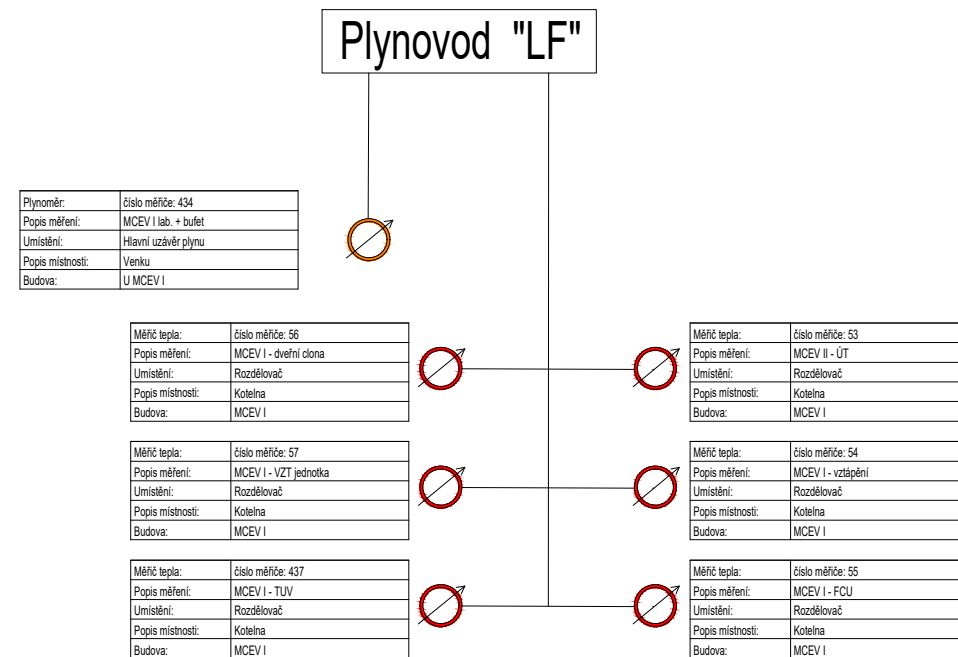 Plynovod "LF"
Plynoměr: číslo měřiče: 434
Popis měření: MCEV I lab. + bufet
Umístění: Hlavní uzávěr plynu
Popis místnosti: Venku
Budova: U MCEV I
Měřič tepla: číslo měřiče: 56
Popis měření: MCEV I - dveřní clona
Umístění: Rozdělovač
Popis místnosti: Kotelna
Budova: MCEV I
Měřič tepla: číslo měřiče: 53
Popis měření: MCEV II - ÚT
Umístění: Rozdělovač
Popis místnosti: Kotelna
Budova: MCEV I
Měřič tepla: číslo měřiče: 57
Popis měření: MCEV I - VZT jednotka
Umístění: Rozdělovač
Popis místnosti: Kotelna
Budova: MCEV I
Měřič tepla: číslo měřiče: 54
Popis měření: MCEV I - vztápění
Umístění: Rozdělovač
Popis místnosti: Kotelna
Budova: MCEV I
Měřič tepla: číslo měřiče: 437
Popis měření: MCEV I - TUV
Umístění: Rozdělovač
Popis místnosti: Kotelna
Budova: MCEV I
Měřič tepla: číslo měřiče: 55
Popis měření: MCEV I - FCU
Umístění: Rozdělovač
Popis místnosti: Kotelna
Budova: MCEV I